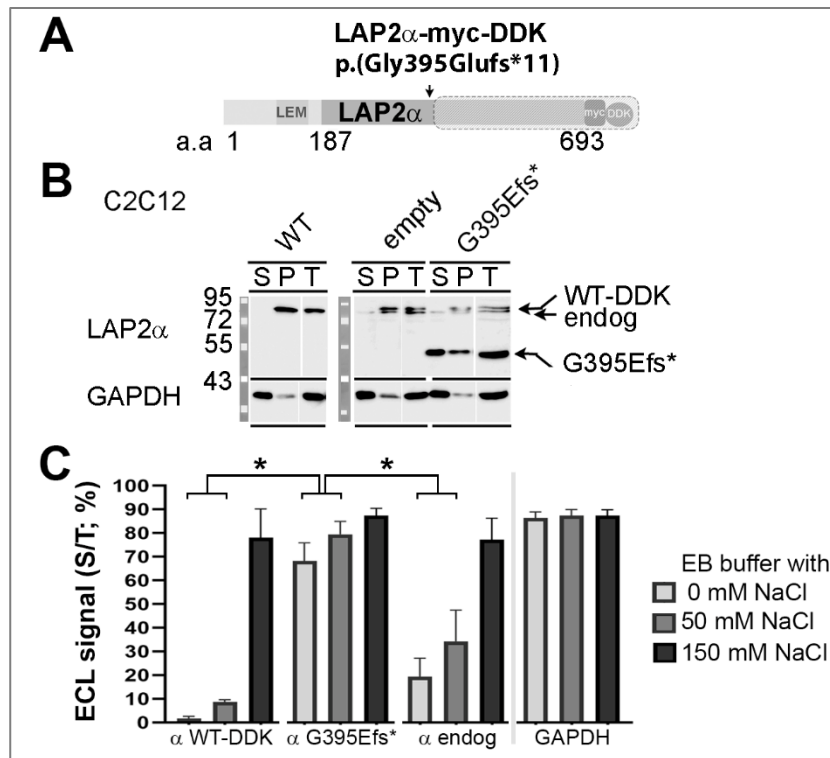 A
LAP2α-myc-DDK
p.(Gly395Glufs*11)
LEM LAP2α myc DDK
a.a 1 187 693
B
C2C12
WT empty G395Efs*
S P T S P T S P T
95
72
55
43
LAP2α
GAPDH
WT-DDK
endog
G395Efs*
C
* *
ECL signal (S/T; %)
100
90
80
70
60
50
40
30
20
10
0
α WT-DDK α G395Efs* α endog GAPDH
EB buffer with
0 mM NaCl
50 mM NaCl
150 mM NaCl